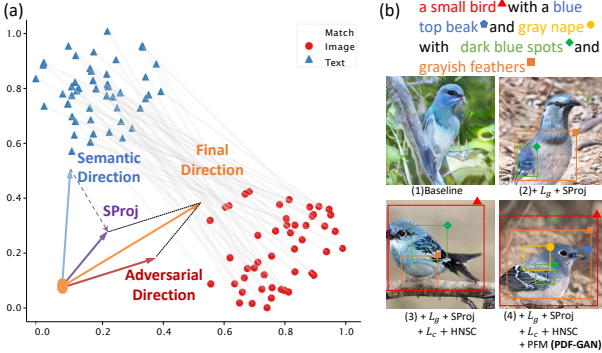 (a)
1.0
0.8
0.6
0.4
0.2
0.0
0.0
0.2
0.4
0.6
0.8
1.0
Match
Image
Text
Semantic
Direction
SProj
Final
Direction
Adversarial
Direction
(b)
a small bird with a blue
top beak and gray nape
with dark blue spots and
grayish feathers
(1)Baseline
(2)+ L_g + SProj
(3) + L_g + SProj
+ L_c + HNSC
(4) + L_g + SProj
+ L_c + HNSC
+ PFM (PDF-GAN)